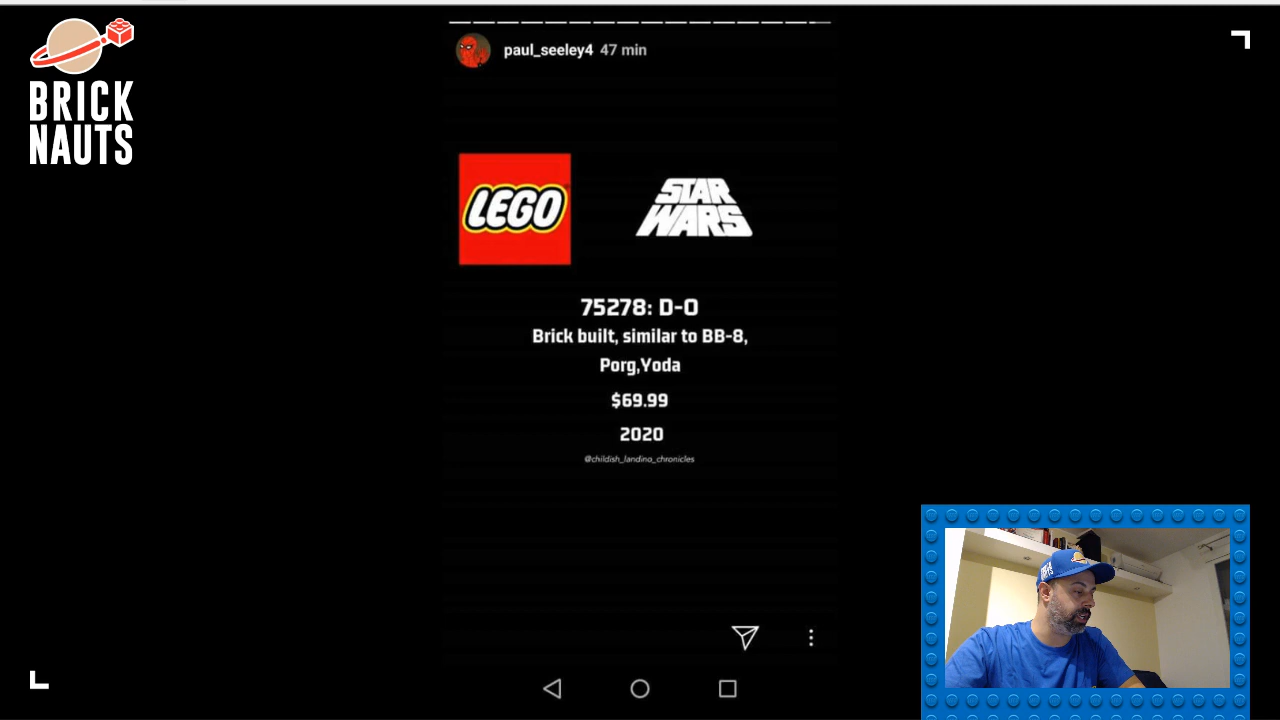 BRICK
NAUTS
paul_seeley4 47 min
LEGO
STAR
WARS
75278: D-O
Brick built, similar to BB-8,
Porg,Yoda
$69.99
2020
@childish_landino_chronicles